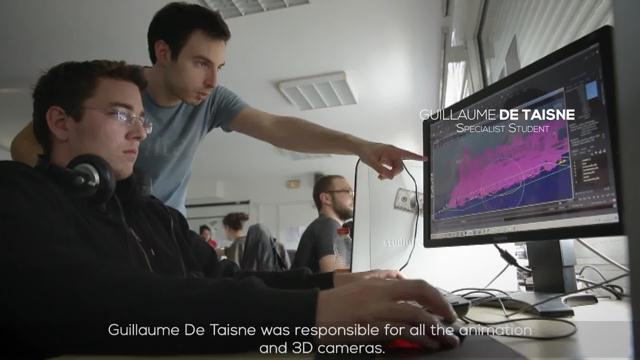 GUILLAUME DE TAISNE
SPECIALIST STUDENT
Guillaume De Taisne was responsible for all the animation
and 3D cameras.